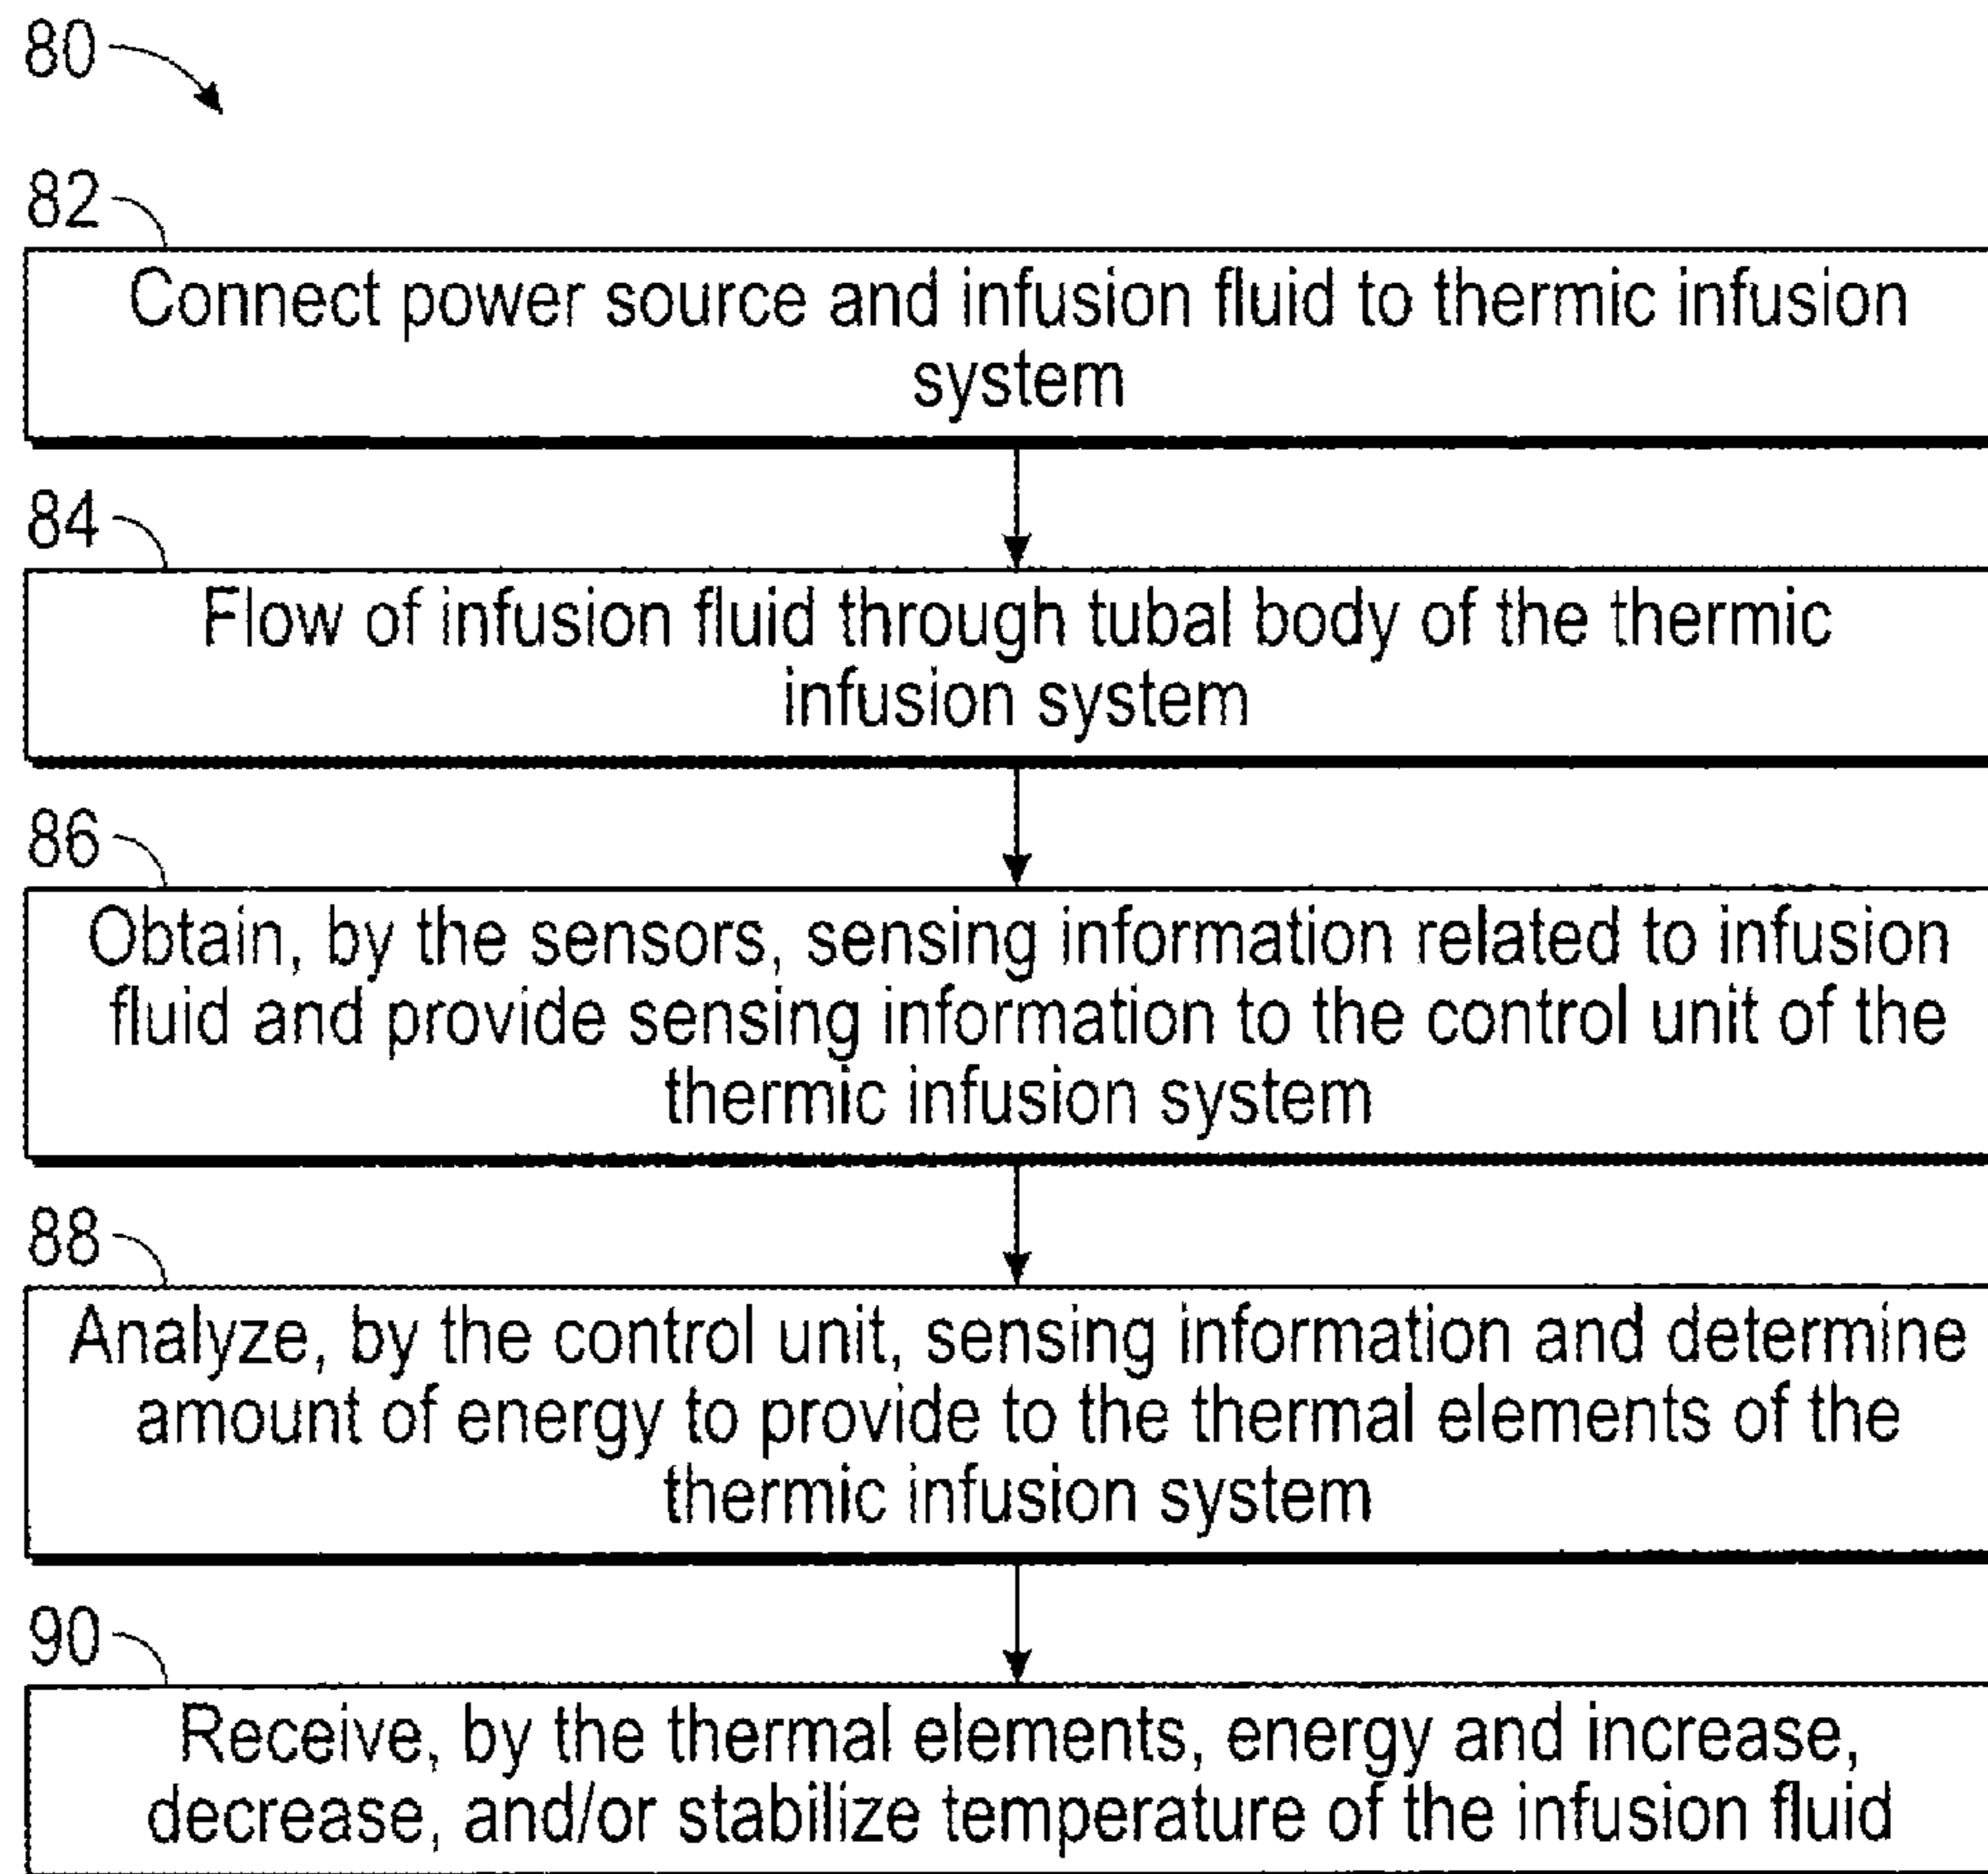 80
82
Connect power source and infusion fluid to thermic infusion
system
84
Flow of infusion fluid through tubal body of the thermic
infusion system
86
Obtain, by the sensors, sensing information related to infusion
fluid and provide sensing information to the control unit of the
thermic infusion system
88
Analyze, by the control unit, sensing information and determine
amount of energy to provide to the thermal elements of the
thermic infusion system
90
Receive, by the thermal elements, energy and increase,
decrease, and/or stabilize temperature of the infusion fluid